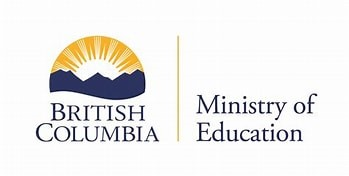 BRITISH
COLUMBIA
Ministry of
Education